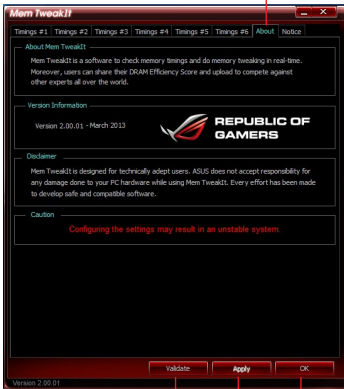 Mem TweakIt
Timings #1 Timings #2 Timings #3 Timings #4 Timings #5 Timings #6 About Notice
About Mem TweakIt
Mem TweakIt is a software to check memory timings and do memory tweaking in real-time.
Moreover, users can share their DRAM Efficiency Score and upload to compete against
other experts all over the world.
Version Information
Version 2.00.01 - March 2013
REPUBLIC OF
GAMERS
Disclaimer
Mem TweakIt is designed for technically adept users. ASUS does not accept responsibility for
any damage done to your PC hardware while using Mem TweakIt. Every effort has been made
to develop safe and compatible software.
Caution
Configuring the settings may result in an unstable system.
Validate Apply OK
Version 2.00.01